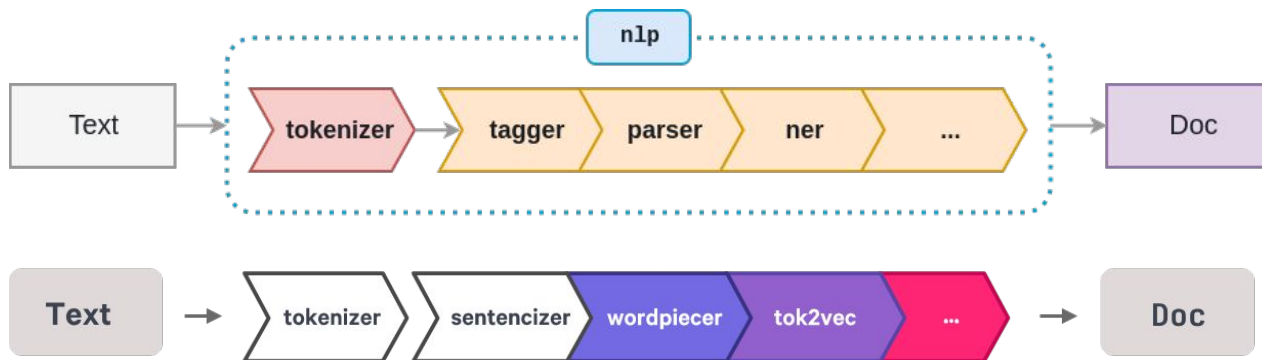 nlp
Text tokenizer tagger parser ner ... Doc
Text tokenizer sentencizer wordpiecer tok2vec ... Doc